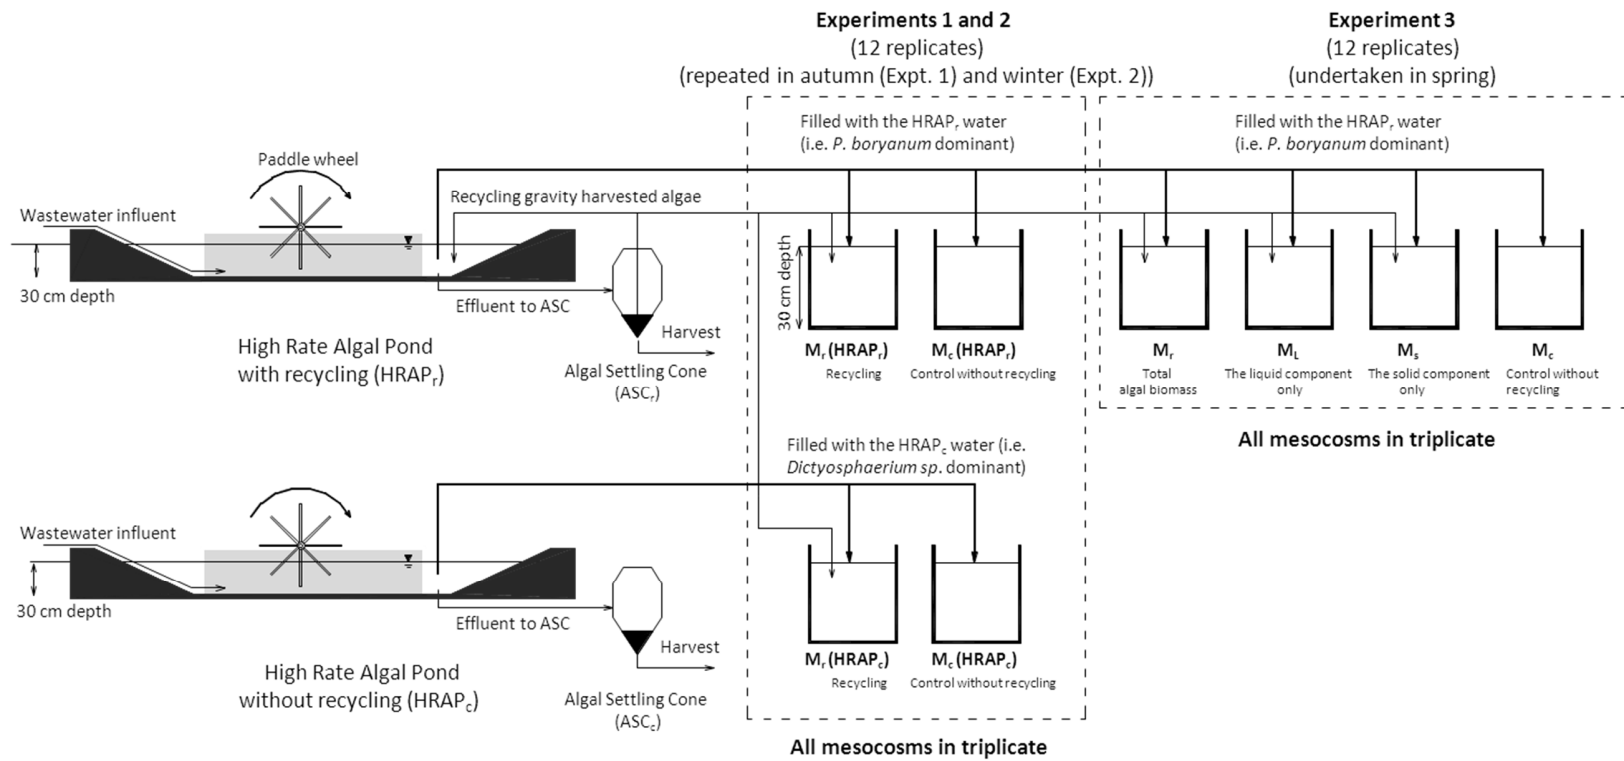 Experiments 1 and 2
(12 replicates)
(repeated in autumn (Expt. 1) and winter (Expt. 2))
Experiment 3
(12 replicates)
(undertaken in spring)
Filled with the HRAPr water
(i.e. P. boryanum dominant)
Filled with the HRAPr water
(i.e. P. boryanum dominant)
Paddle wheel
Recycling gravity harvested algae
Wastewater influent
30 cm depth
Effluent to ASC
Harvest
High Rate Algal Pond
with recycling (HRAPr)
Algal Settling Cone
(ASCr)
30 cm depth
Mr (HRAPr)
Recycling
Mc (HRAPr)
Control without recycling
Mr
Total
algal biomass
ML
The liquid component
only
Ms
The solid component
only
Mc
Control without
recycling
All mesocosms in triplicate
Filled with the HRAPc water (i.e.
Dictyosphaerium sp. dominant)
Wastewater influent
30 cm depth
Effluent to ASC
Harvest
High Rate Algal Pond
without recycling (HRAPc)
Algal Settling Cone
(ASCc)
Mr (HRAPc)
Recycling
Mc (HRAPc)
Control without recycling
All mesocosms in triplicate